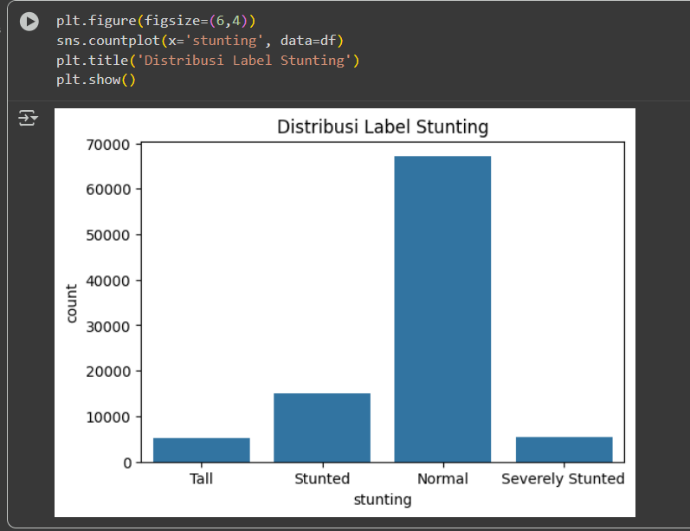 plt.figure(figsize=(6,4))
sns.countplot(x='stunting', data=df)
plt.title('Distribusi Label Stunting')
plt.show()
Distribusi Label Stunting
70000
60000
50000
40000
30000
20000
10000
0
count
Tall Stunted Normal Severely Stunted
stunting